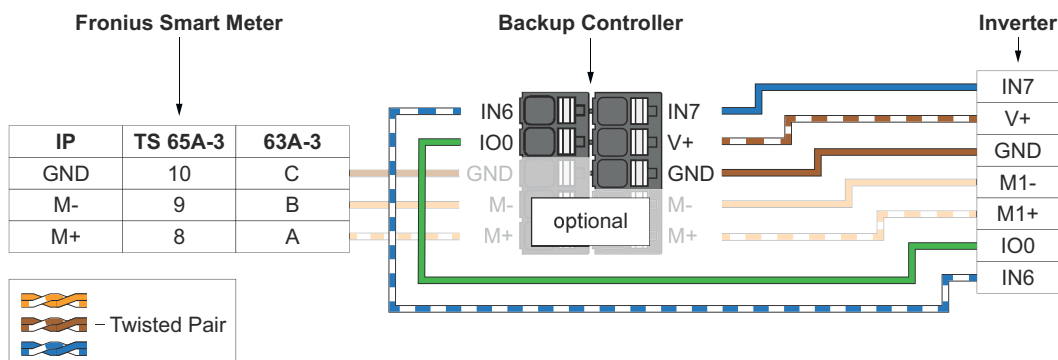 Fronius Smart Meter
Backup Controller
Inverter
IP TS 65A-3 63A-3
GND 10 C
M- 9 B
M+ 8 A
IN6
IO0
GND
M-
M+
optional
IN7
V+
GND
M-
M+
IN7
V+
GND
M1-
M1+
IO0
IN6
Twisted Pair